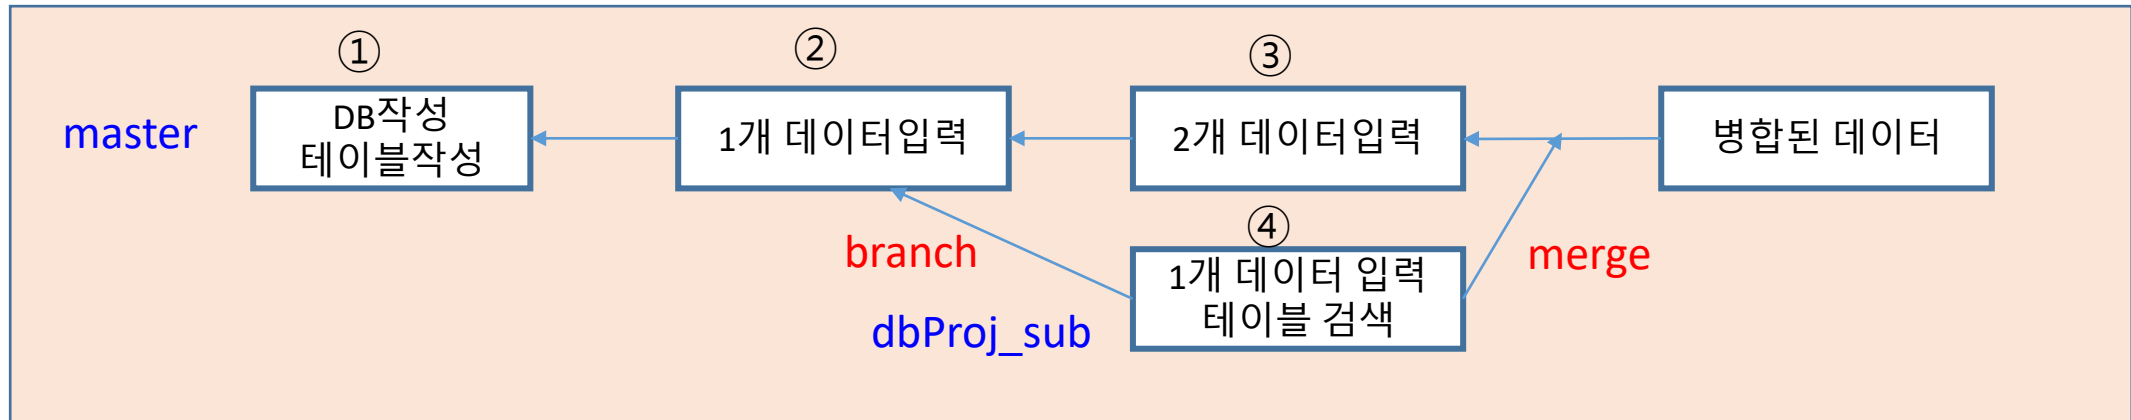 ①
②
③
master
DB작성
테이블작성
1개 데이터입력
2개 데이터입력
병합된 데이터
④
branch
1개 데이터 입력
테이블 검색
merge
dbProj_sub